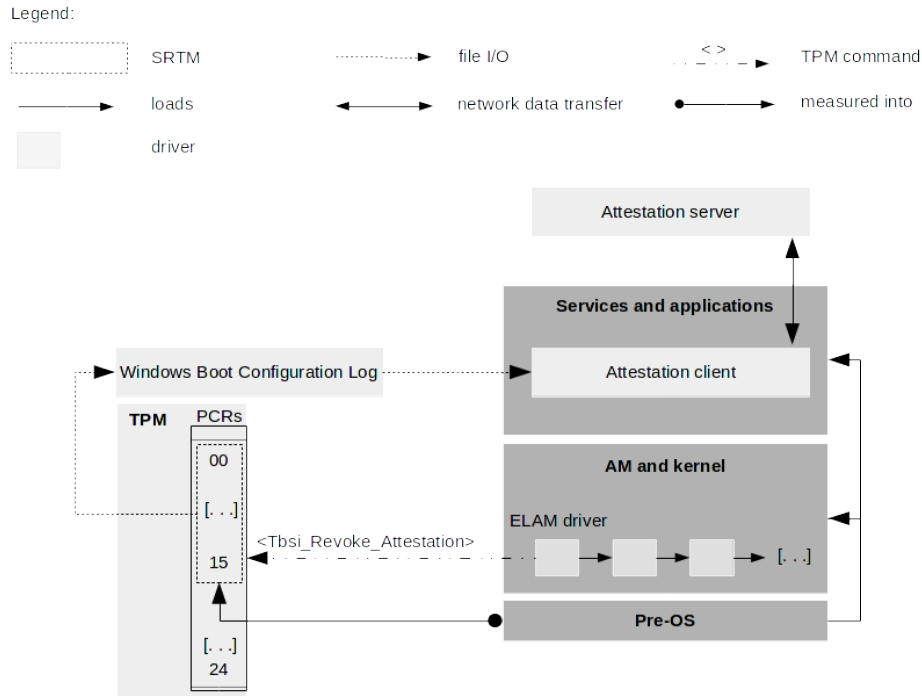 Legend:
SRTM
file I/O
< >
TPM command
loads
network data transfer
measured into
driver
Attestation server
Services and applications
Windows Boot Configuration Log
Attestation client
TPM
PCRs
00
AM and kernel
[. . .]
ELAM driver
<Tbsi_Revoke_Attestation>
15
[. . .]
Pre-OS
[. . .]
24